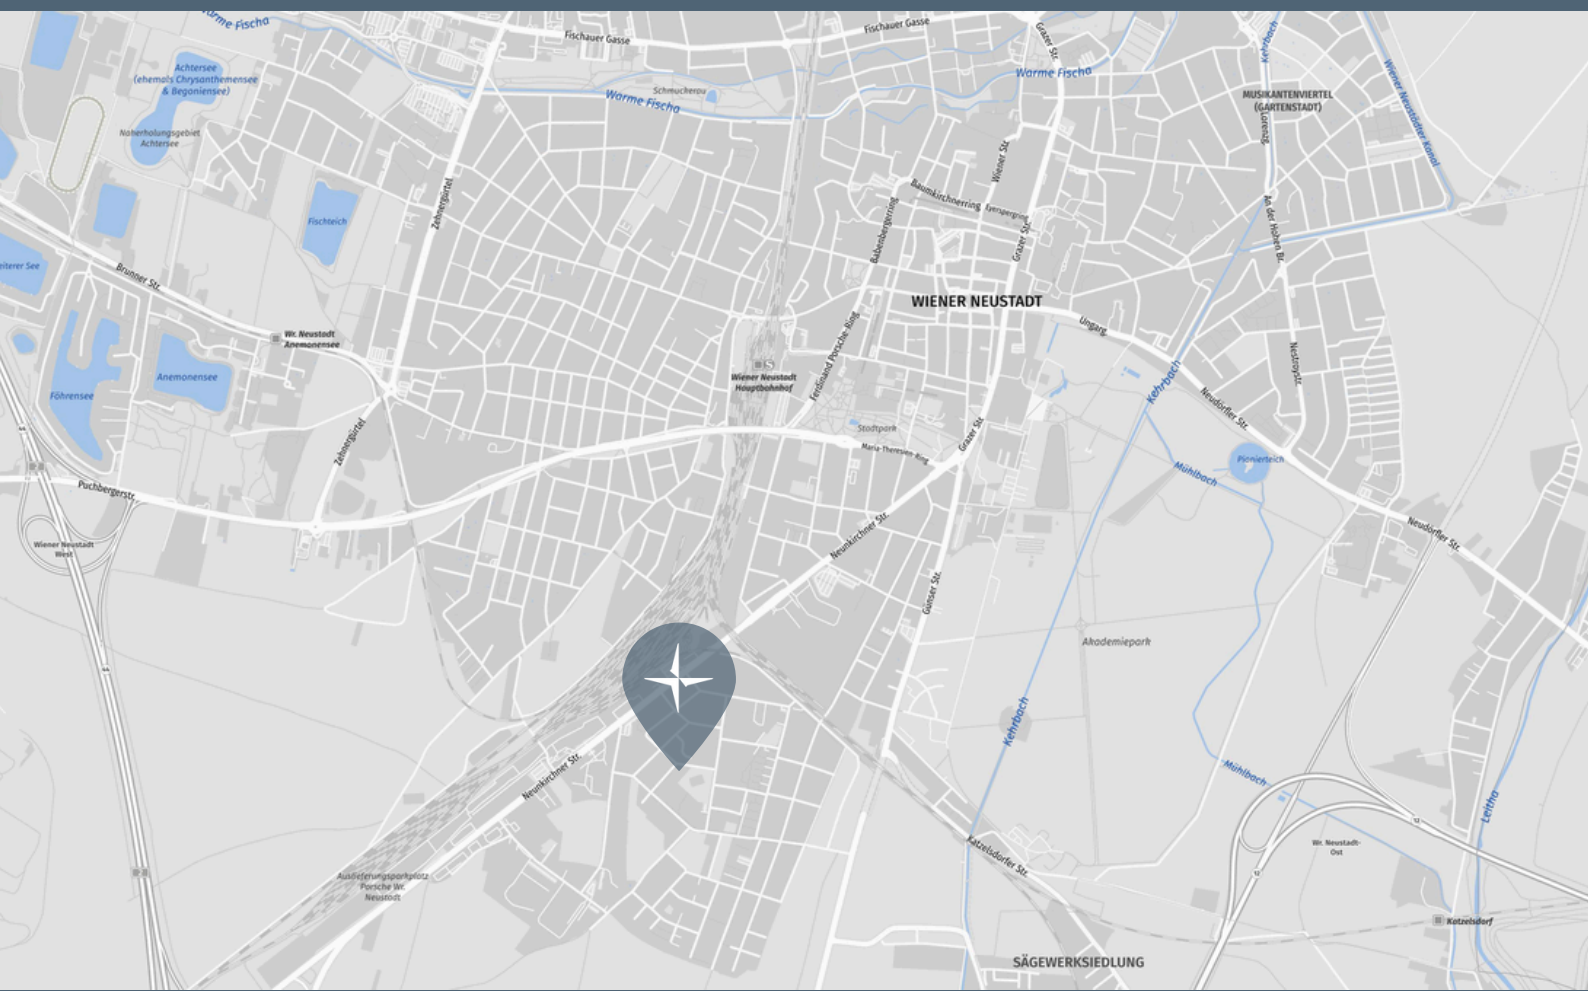 Warme Fischa
Fischauer Gasse
Fischauer Gasse
Grazer Str.
Kehrbach
Achtersee
(ehemals Chrysanthemensee
& Begoniensee)
Warme Fischa
Wiener Neustädter Kanal
Schmuckerau
Warme Fischa
MUSIKANTENVIERTEL
(GARTENSTADT)
Naherholungsgebiet
Achtersee
Lorenzg.
Wiener Str.
Zehnergürtel
Baumkirchnerring
Eyerspergring
Fischteich
Babenbergerring
Grazer Str.
An der Hohen Br.
eiterer See
Brunner Str.
WIENER NEUSTADT
Ungarg.
Wr. Neustadt
Anemonensee
Ferdinand Porsche-Ring
Nestroystr.
Anemonensee
S
Wiener Neustadt
Hauptbahnhof
Kehrbach
Föhrensee
Neudörfler Str.
Zehnergürtel
Stadtpark
Grazer Str.
Maria-Theresien-Ring
Pionierteich
Mühlbach
Puchbergerstr.
Neunkirchner Str.
Neudörfler Str.
Wiener Neustadt
West
Günser Str.
Akademiepark
Kehrbach
Neunkirchner Str.
Mühlbach
Leitha
Katzelsdorfer Str.
Wr. Neustadt-
Ost
Auslieferungsparkplatz
Porsche Wr.
Neustadt
Katzelsdorf
SÄGEWERKSIEDLUNG